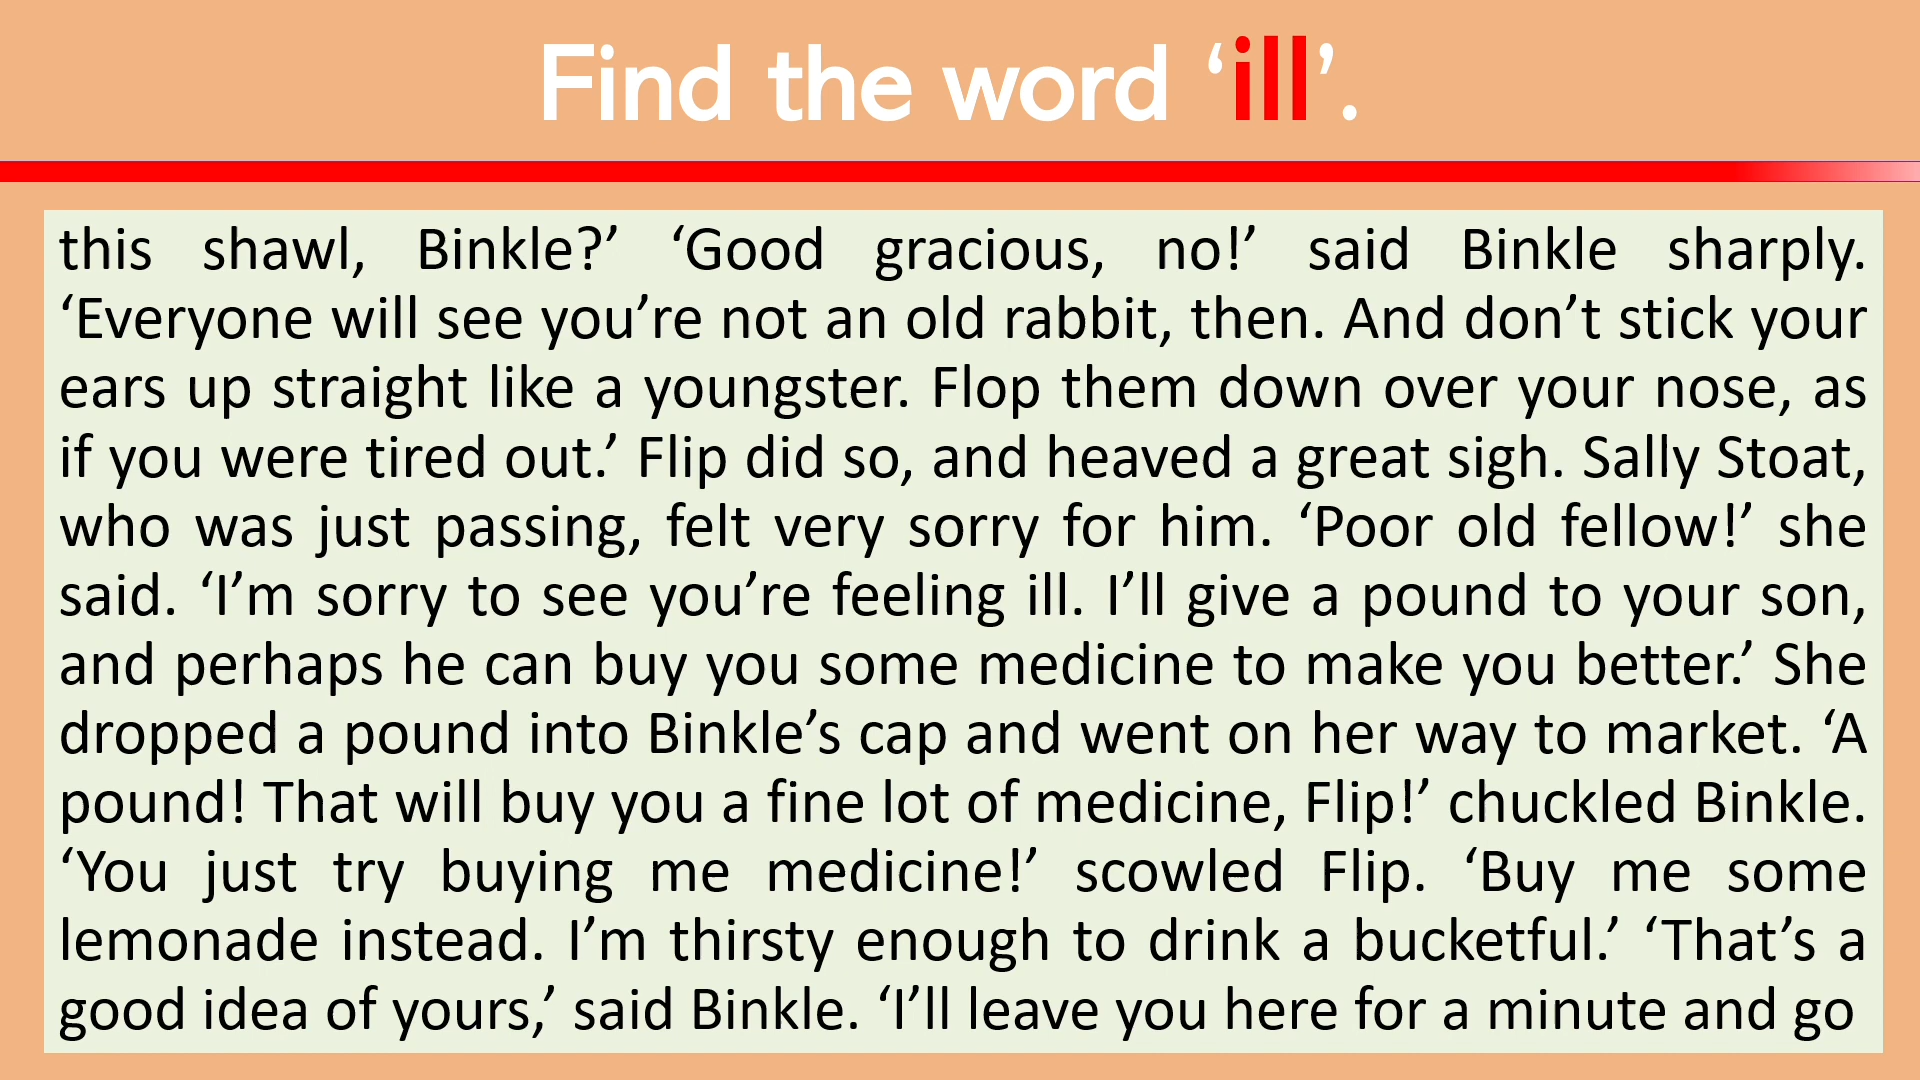 Find the word ‘ill’.
this shawl, Binkle?’ ‘Good gracious, no!’ said Binkle sharply.
‘Everyone will see you’re not an old rabbit, then. And don’t stick your
ears up straight like a youngster. Flop them down over your nose, as
if you were tired out.’ Flip did so, and heaved a great sigh. Sally Stoat,
who was just passing, felt very sorry for him. ‘Poor old fellow!’ she
said. ‘I’m sorry to see you’re feeling ill. I’ll give a pound to your son,
and perhaps he can buy you some medicine to make you better.’ She
dropped a pound into Binkle’s cap and went on her way to market. ‘A
pound! That will buy you a fine lot of medicine, Flip!’ chuckled Binkle.
‘You just try buying me medicine!’ scowled Flip. ‘Buy me some
lemonade instead. I’m thirsty enough to drink a bucketful.’ ‘That’s a
good idea of yours,’ said Binkle. ‘I’ll leave you here for a minute and go